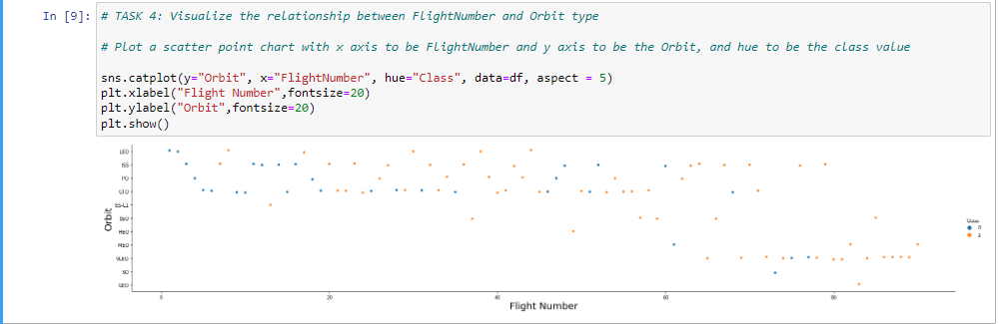 In [9]: # TASK 4: Visualize the relationship between FlightNumber and Orbit type
# Plot a scatter point chart with x axis to be FlightNumber and y axis to be the Orbit, and hue to be the class value
sns.catplot(y="Orbit", x="FlightNumber", hue="Class", data=df, aspect = 5)
plt.xlabel("Flight Number",fontsize=20)
plt.ylabel("Orbit",fontsize=20)
plt.show()
LEO
ISS
PO
GTO
ES-L1
SSO
HEO
MEO
VLEO
SO
GEO
Orbit
0 20 40 60 80
Flight Number
Class
0
1